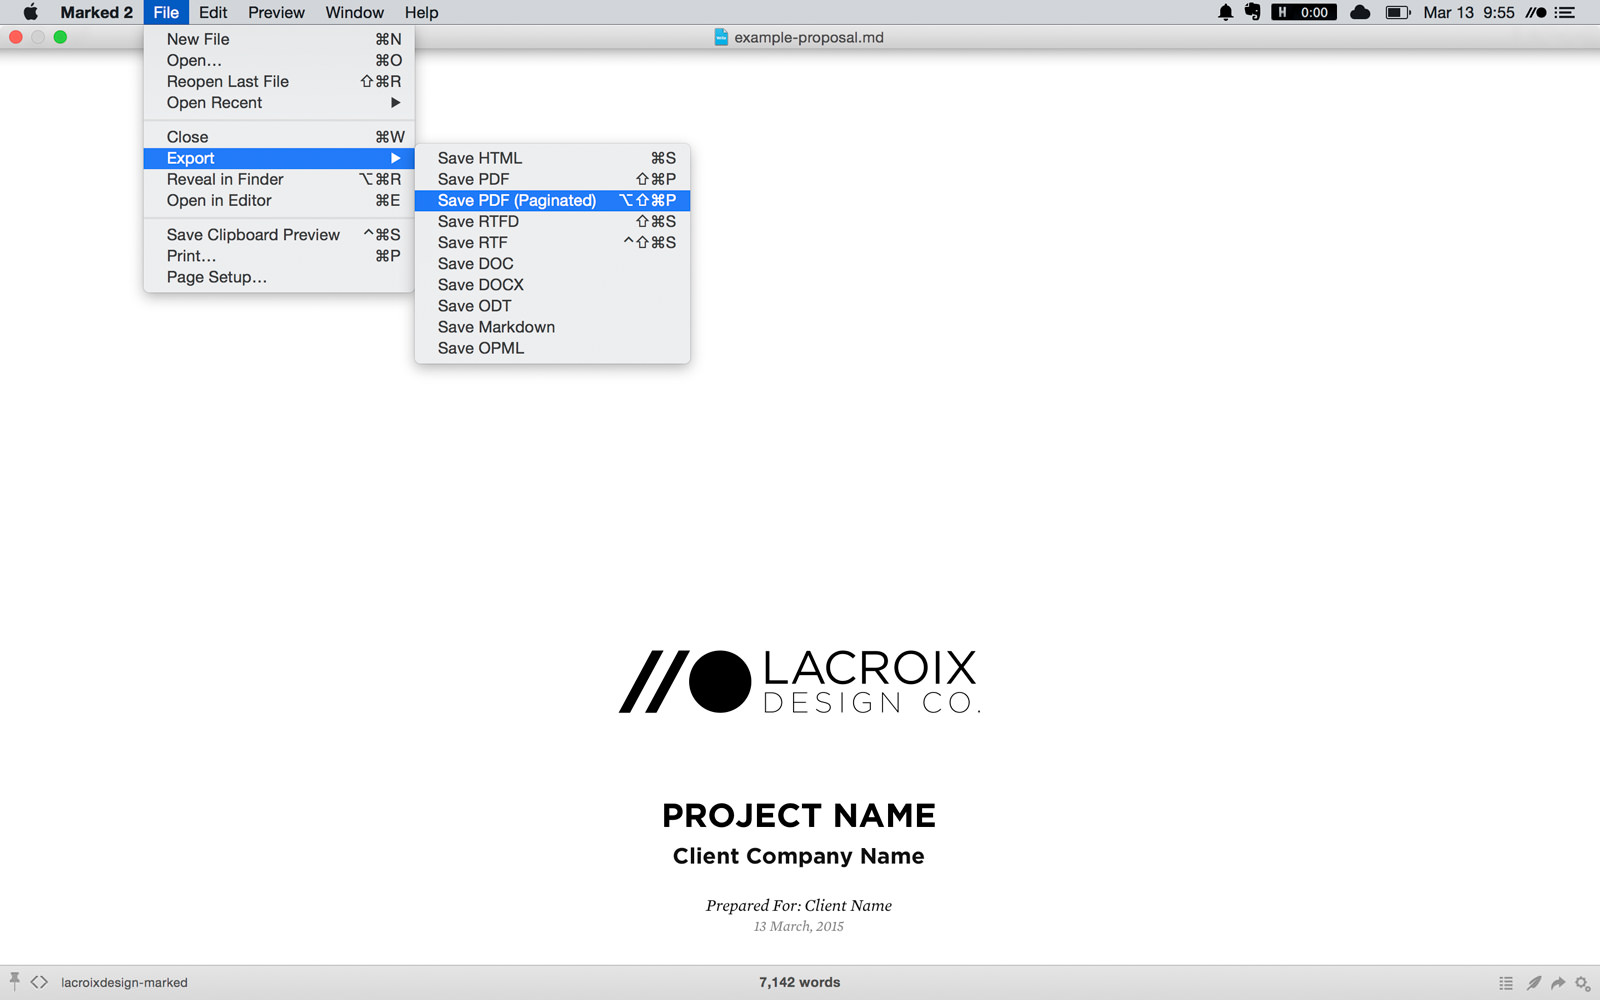 Marked 2 File Edit Preview Window Help H 0:00 Mar 13 9:55
example-proposal.md
New File ⌘N
Open... ⌘O
Reopen Last File ⇧⌘R
Open Recent ▶
Close ⌘W
Export ▶
Reveal in Finder ⌥⌘R
Open in Editor ⌘E
Save Clipboard Preview ^⌘S
Print... ⌘P
Page Setup...
Save HTML ⌘S
Save PDF ⇧⌘P
Save PDF (Paginated) ⌥⇧⌘P
Save RTFD ⇧⌘S
Save RTF ^⇧⌘S
Save DOC
Save DOCX
Save ODT
Save Markdown
Save OPML
LACROIX
DESIGN CO.
PROJECT NAME
Client Company Name
Prepared For: Client Name
13 March, 2015
lacroixdesign-marked 7,142 words